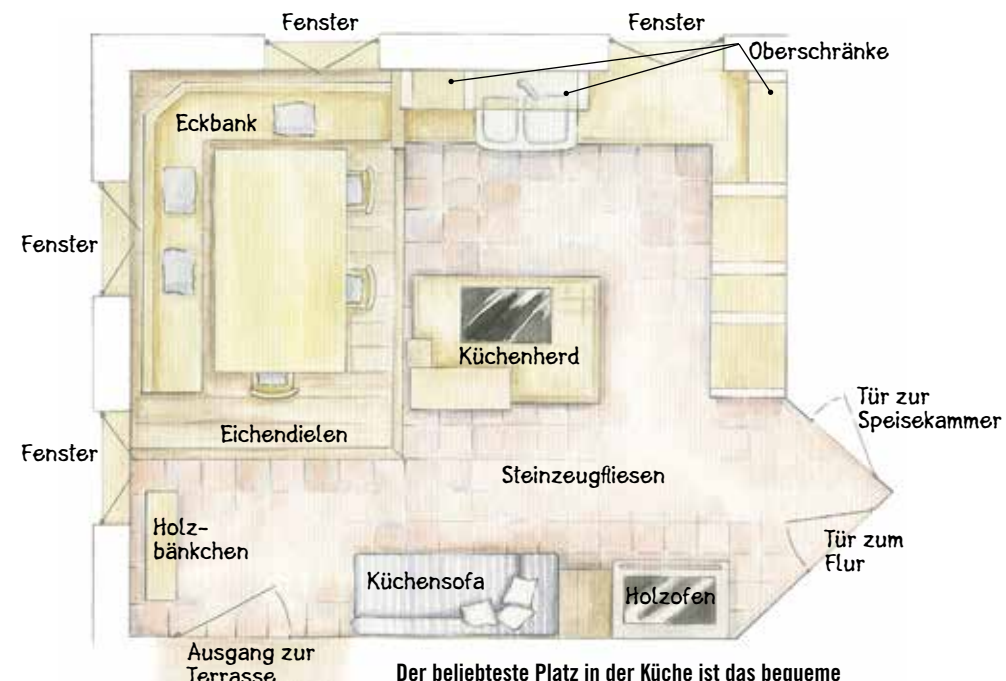 Fenster
Fenster
Oberschränke
Eckbank
Fenster
Küchenherd
Tür zur
Speisekammer
Eichendielen
Fenster
Steinzeugfliesen
Holz-
bänkchen
Tür zum
Flur
Küchensofa
Holzofen
Ausgang zur
Terrasse
Der beliebteste Platz in der Küche ist das bequeme